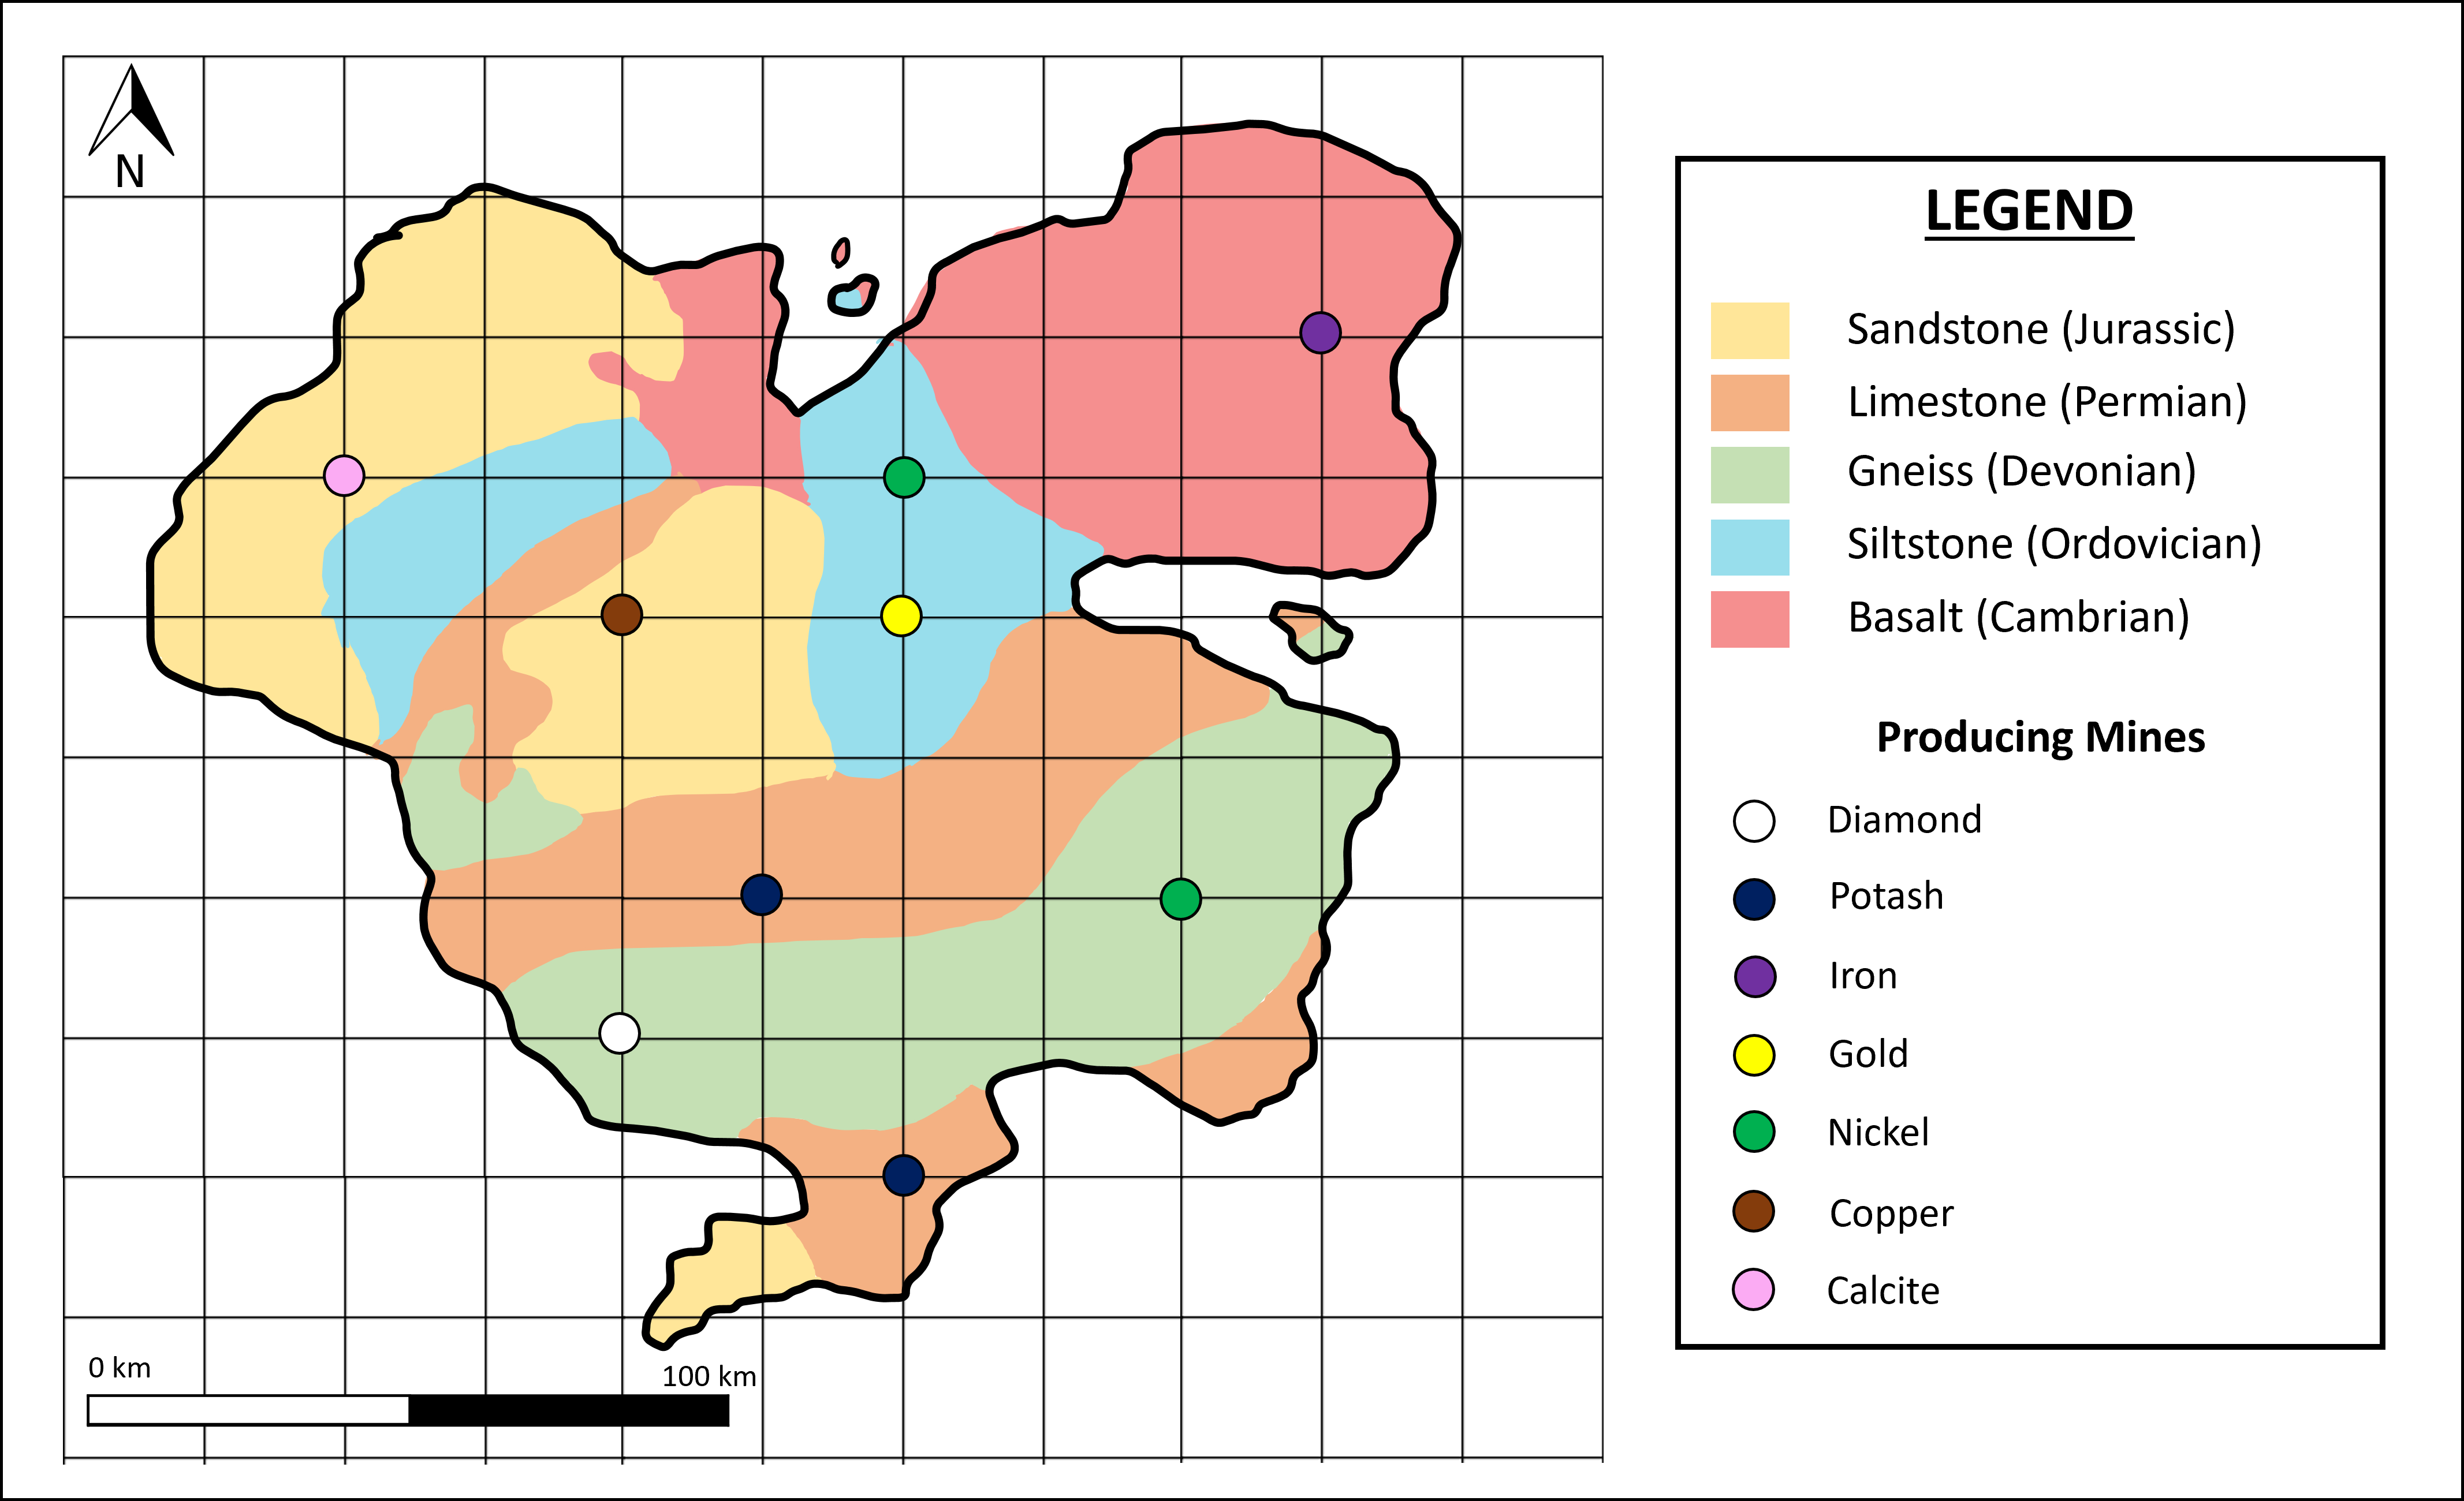 N
LEGEND
Sandstone (Jurassic)
Limestone (Permian)
Gneiss (Devonian)
Siltstone (Ordovician)
Basalt (Cambrian)
Producing Mines
Diamond
Potash
Iron
Gold
Nickel
Copper
Calcite
0 km
100 km